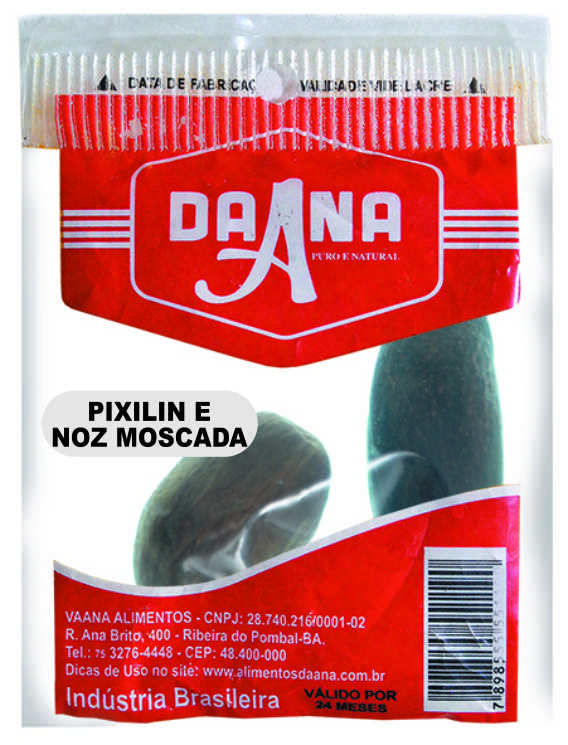 DATA DE FABRICAÇ VALIDADE VIDE LACRE
DAANA
PURO E NATURAL
PIXILIN E
NOZ MOSCADA
VAANA ALIMENTOS - CNPJ: 28.740.216/0001-02
R. Ana Brito, 400 - Ribeira do Pombal-BA.
Tel.: 75 3276-4448 - CEP: 48.400-000
Dicas de Uso no site: www.alimentosdaana.com.br
Indústria Brasileira
VÁLIDO POR
24 MESES